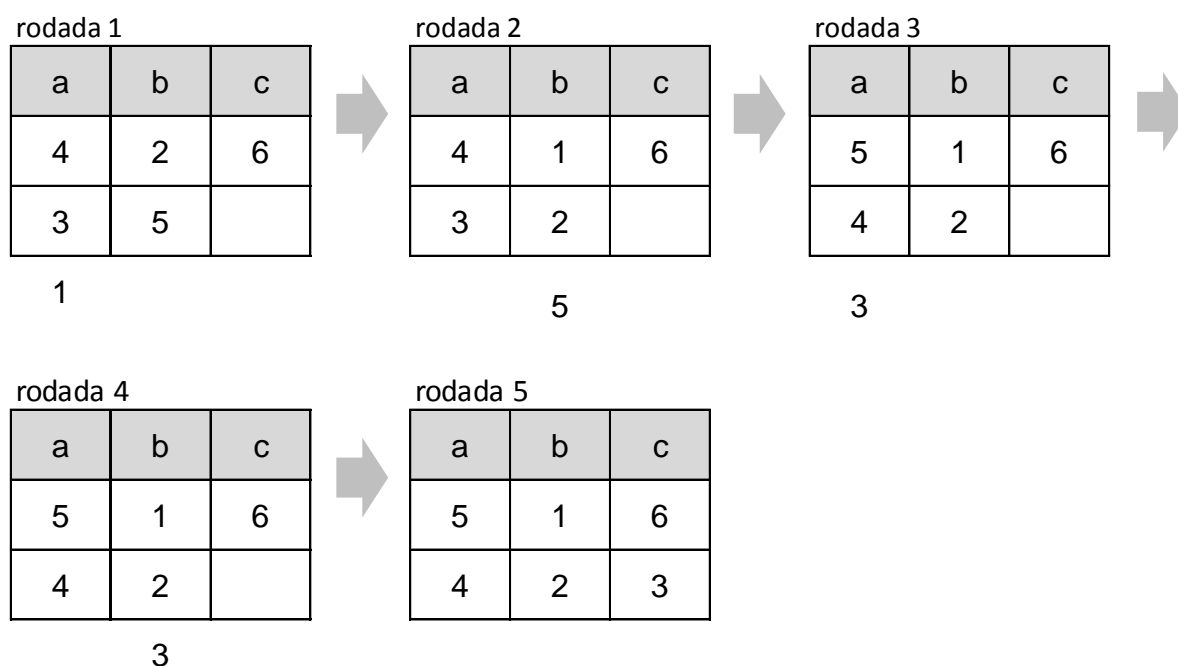 rodada 1 rodada 2 rodada 3
a b c a b c a b c
4 2 6 4 1 6 5 1 6
3 5 3 2 4 2
1 5 3
rodada 4 rodada 5
a b c a b c
5 1 6 5 1 6
4 2 4 2 3
3